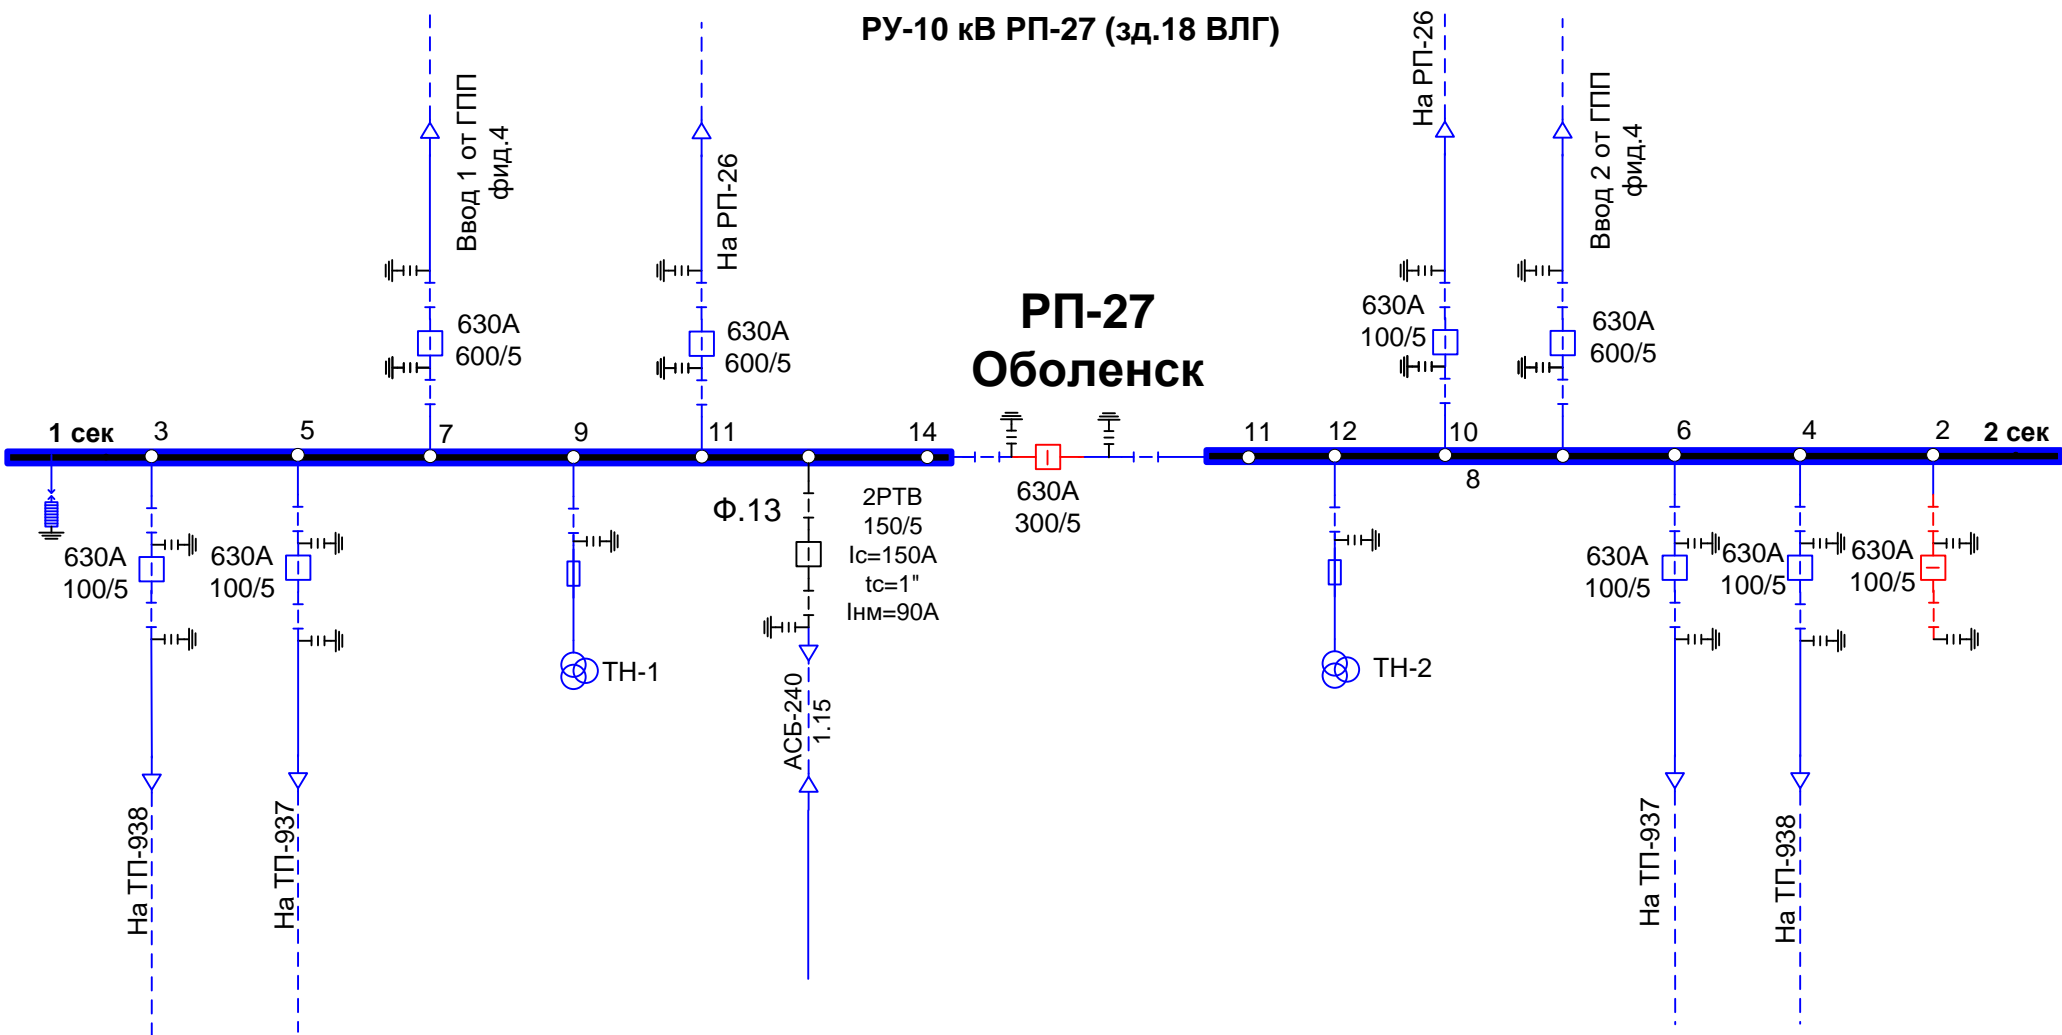 РУ-10 кВ РП-27 (зд.18 ВЛГ)
Ввод 1 от ГПП
фид.4
На РП-26
На РП-26
Ввод 2 от ГПП
фид.4
630А
600/5
630А
600/5
РП-27
Оболенск
630А
100/5
630А
600/5
1 сек
3
5
7
9
11
14
11
12
10
8
6
4
2
2 сек
630А
100/5
630А
100/5
Ф.13
2РТВ
150/5
Iс=150А
tс=1"
Iнм=90А
630А
300/5
630А
100/5
630А
100/5
630А
100/5
ТН-1
ТН-2
АСБ-240
1.15
На ТП-938
На ТП-937
На ТП-937
На ТП-938